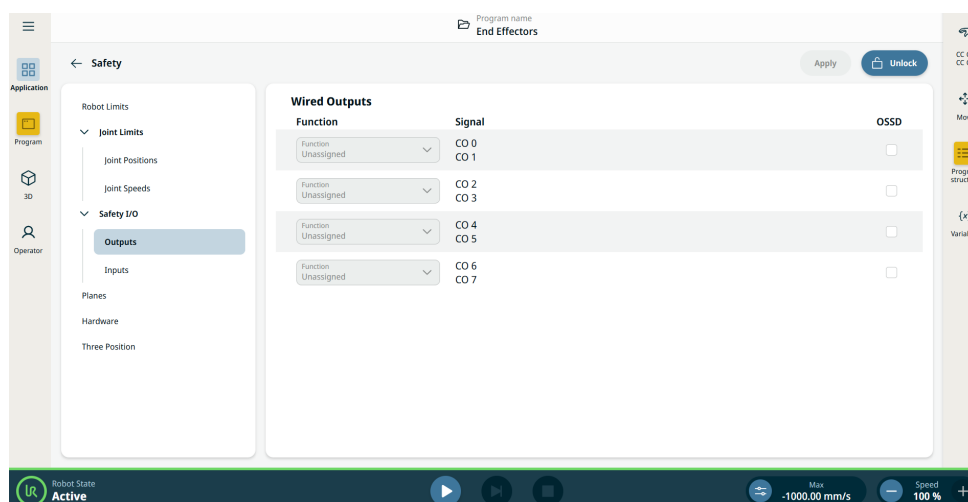 Program name
End Effectors
Application
Program
3D
Operator
Safety
Apply
Unlock
Robot Limits
Joint Limits
Joint Positions
Joint Speeds
Safety I/O
Outputs
Inputs
Planes
Hardware
Three Position
Wired Outputs
Function Signal OSSD
Function
Unassigned
CO 0
CO 1
Function
Unassigned
CO 2
CO 3
Function
Unassigned
CO 4
CO 5
Function
Unassigned
CO 6
CO 7
Robot State
Active
Max
-1000.00 mm/s
Speed
100 %